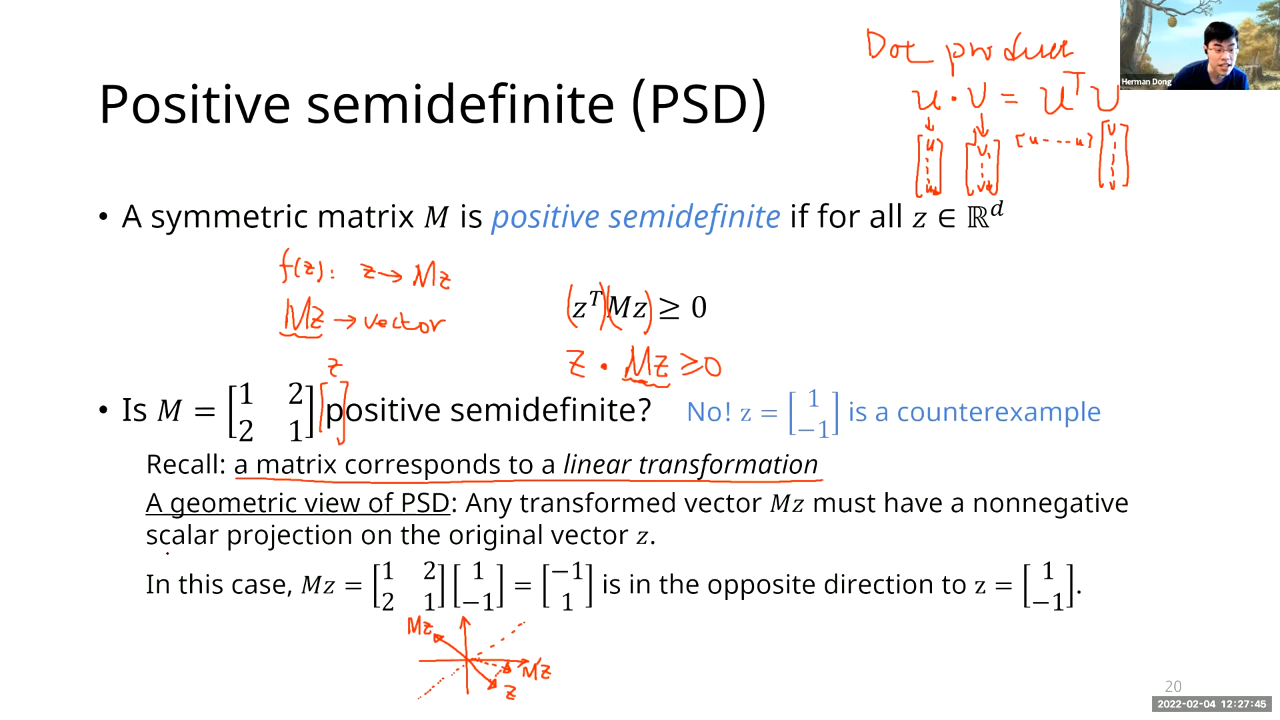 Dot product
Herman Dong
Positive semidefinite (PSD)
u · v = uᵀv
[u ⋮ u] [v₁ ⋮ v] [u ··· u] [v ⋮ v]
• A symmetric matrix M is positive semidefinite if for all z ∈ ℝᵈ
f(z): z → Mz
Mz → vector
zᵀMz ≥ 0
z · Mz ≥ 0
z
• Is M = [1 2; 2 1] positive semidefinite? No! z = [1; −1] is a counterexample
Recall: a matrix corresponds to a linear transformation
A geometric view of PSD: Any transformed vector Mz must have a nonnegative
scalar projection on the original vector z.
In this case, Mz = [1 2; 2 1] [1; −1] = [−1; 1] is in the opposite direction to z = [1; −1].
Mz
Mz
z
20
2022-02-04 12:27:45